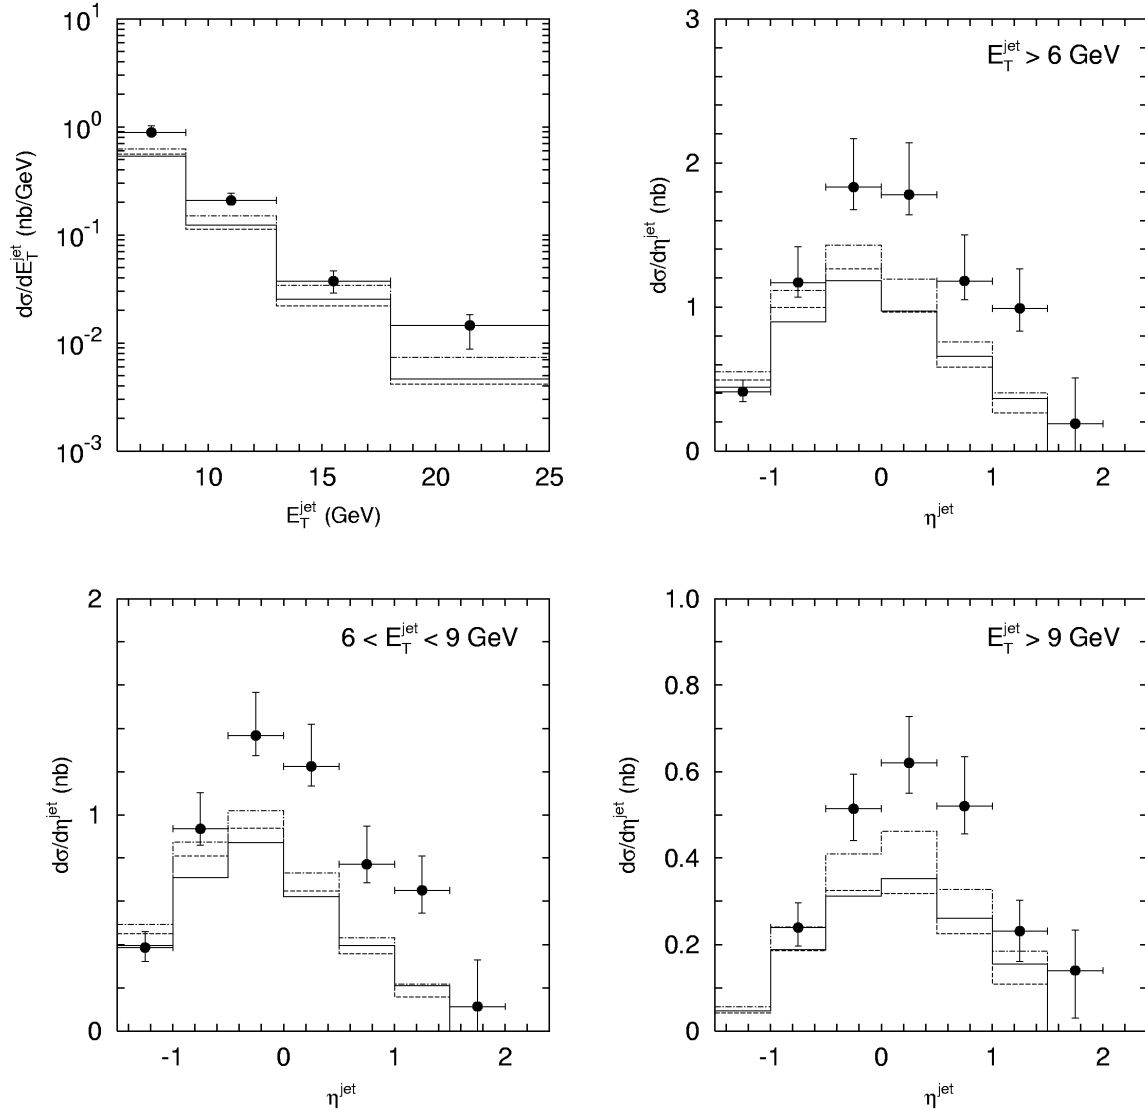 10^1
10^0
10^-1
10^-2
10^-3
dσ/dE_T^jet (nb/GeV)
10 15 20 25
E_T^jet (GeV)
E_T^jet > 6 GeV
3
2
1
0
dσ/dη^jet (nb)
-1 0 1 2
η^jet
6 < E_T^jet < 9 GeV
2
1
0
dσ/dη^jet (nb)
-1 0 1 2
η^jet
E_T^jet > 9 GeV
1.0
0.8
0.6
0.4
0.2
0
dσ/dη^jet (nb)
-1 0 1 2
η^jet